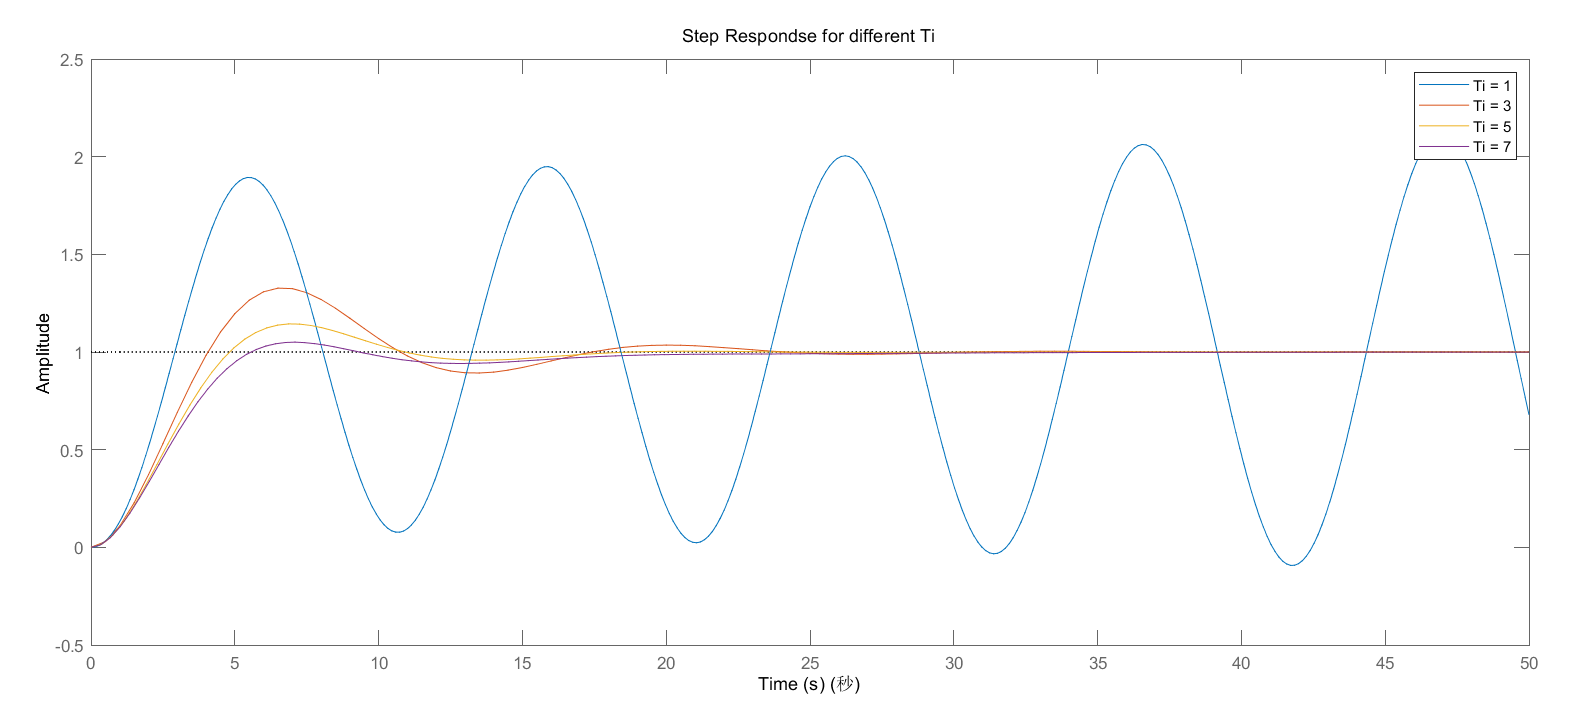 Step Respondse for different Ti
2.5
2
1.5
1
0.5
0
-0.5
Amplitude
Ti = 1
Ti = 3
Ti = 5
Ti = 7
0 5 10 15 20 25 30 35 40 45 50
Time (s) (秒)